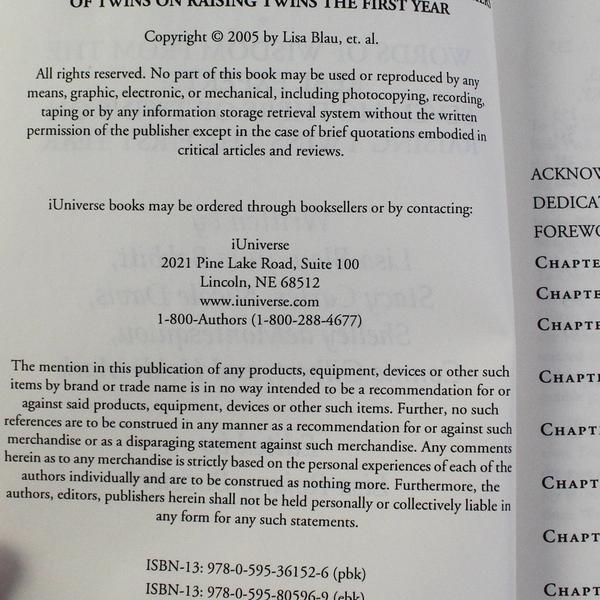 OF TWINS ON RAISING TWINS THE FIRST YEAR
Copyright © 2005 by Lisa Blau, et. al.
All rights reserved. No part of this book may be used or reproduced by any
means, graphic, electronic, or mechanical, including photocopying, recording,
taping or by any information storage retrieval system without the written
permission of the publisher except in the case of brief quotations embodied in
critical articles and reviews.
iUniverse books may be ordered through booksellers or by contacting:
iUniverse
2021 Pine Lake Road, Suite 100
Lincoln, NE 68512
www.iuniverse.com
1-800-Authors (1-800-288-4677)
The mention in this publication of any products, equipment, devices or other such
items by brand or trade name is in no way intended to be a recommendation for or
against said products, equipment, devices or other such items. Further, no such
references are to be construed in any manner as a recommendation for or against such
merchandise or as a disparaging statement against such merchandise. Any comments
herein as to any merchandise is strictly based on the personal experiences of each of the
authors individually and are to be construed as nothing more. Furthermore, the
authors, editors, publishers herein shall not be held personally or collectively liable in
any form for any such statements.
ISBN-13: 978-0-595-36152-6 (pbk)
ISBN-13: 978-0-595-80596-9 (ebk)
ACKNOW
DEDICAT
FOREWO
CHAPTE
CHAPTE
CHAPTE
CHAPTI
CHAPT
CHAPT
CHAPT
CHAPT